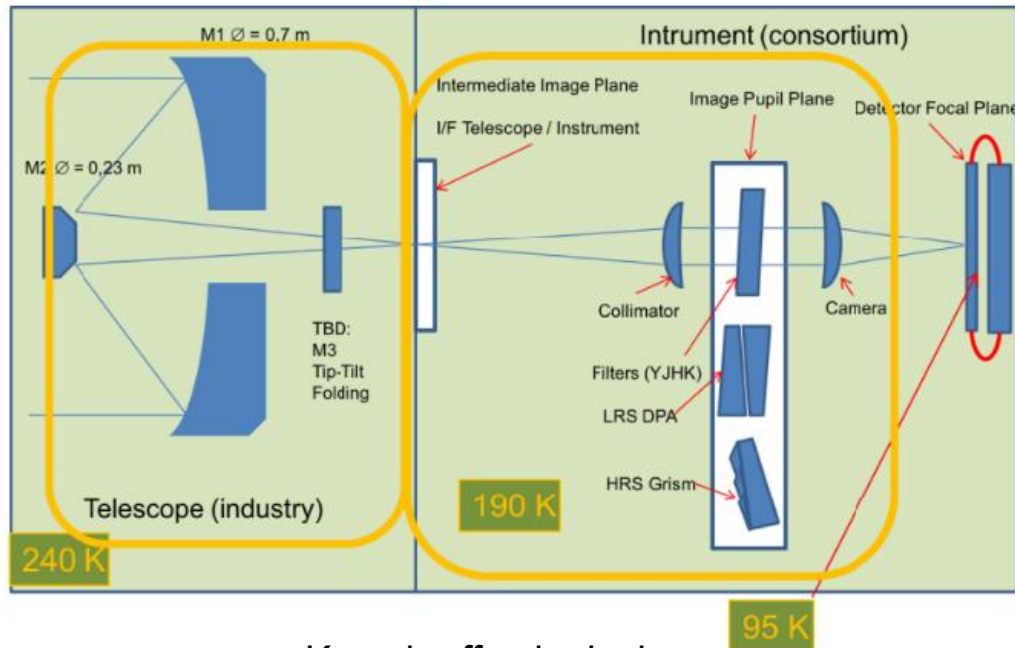 M1 ∅ = 0,7 m
Intrument (consortium)
Intermediate Image Plane
Image Pupil Plane
Detector Focal Plane
I/F Telescope / Instrument
M2 ∅ = 0,23 m
Collimator
Camera
TBD:
M3
Tip-Tilt
Folding
Filters (YJHK)
LRS DPA
HRS Grism
Telescope (industry)
190 K
240 K
95 K